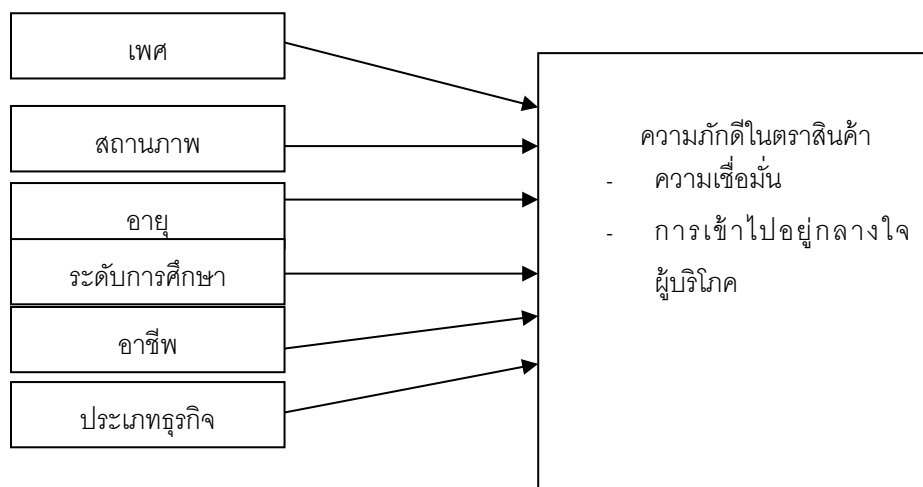 เพศ
สถานภาพ
อายุ
ระดับการศึกษา
อาชีพ
ประเภทธุรกิจ
ความภักดีในตราสินค้า
- ความเชื่อมั่น
- การเข้าไปอยู่กลางใจ
ผู้บริโภค